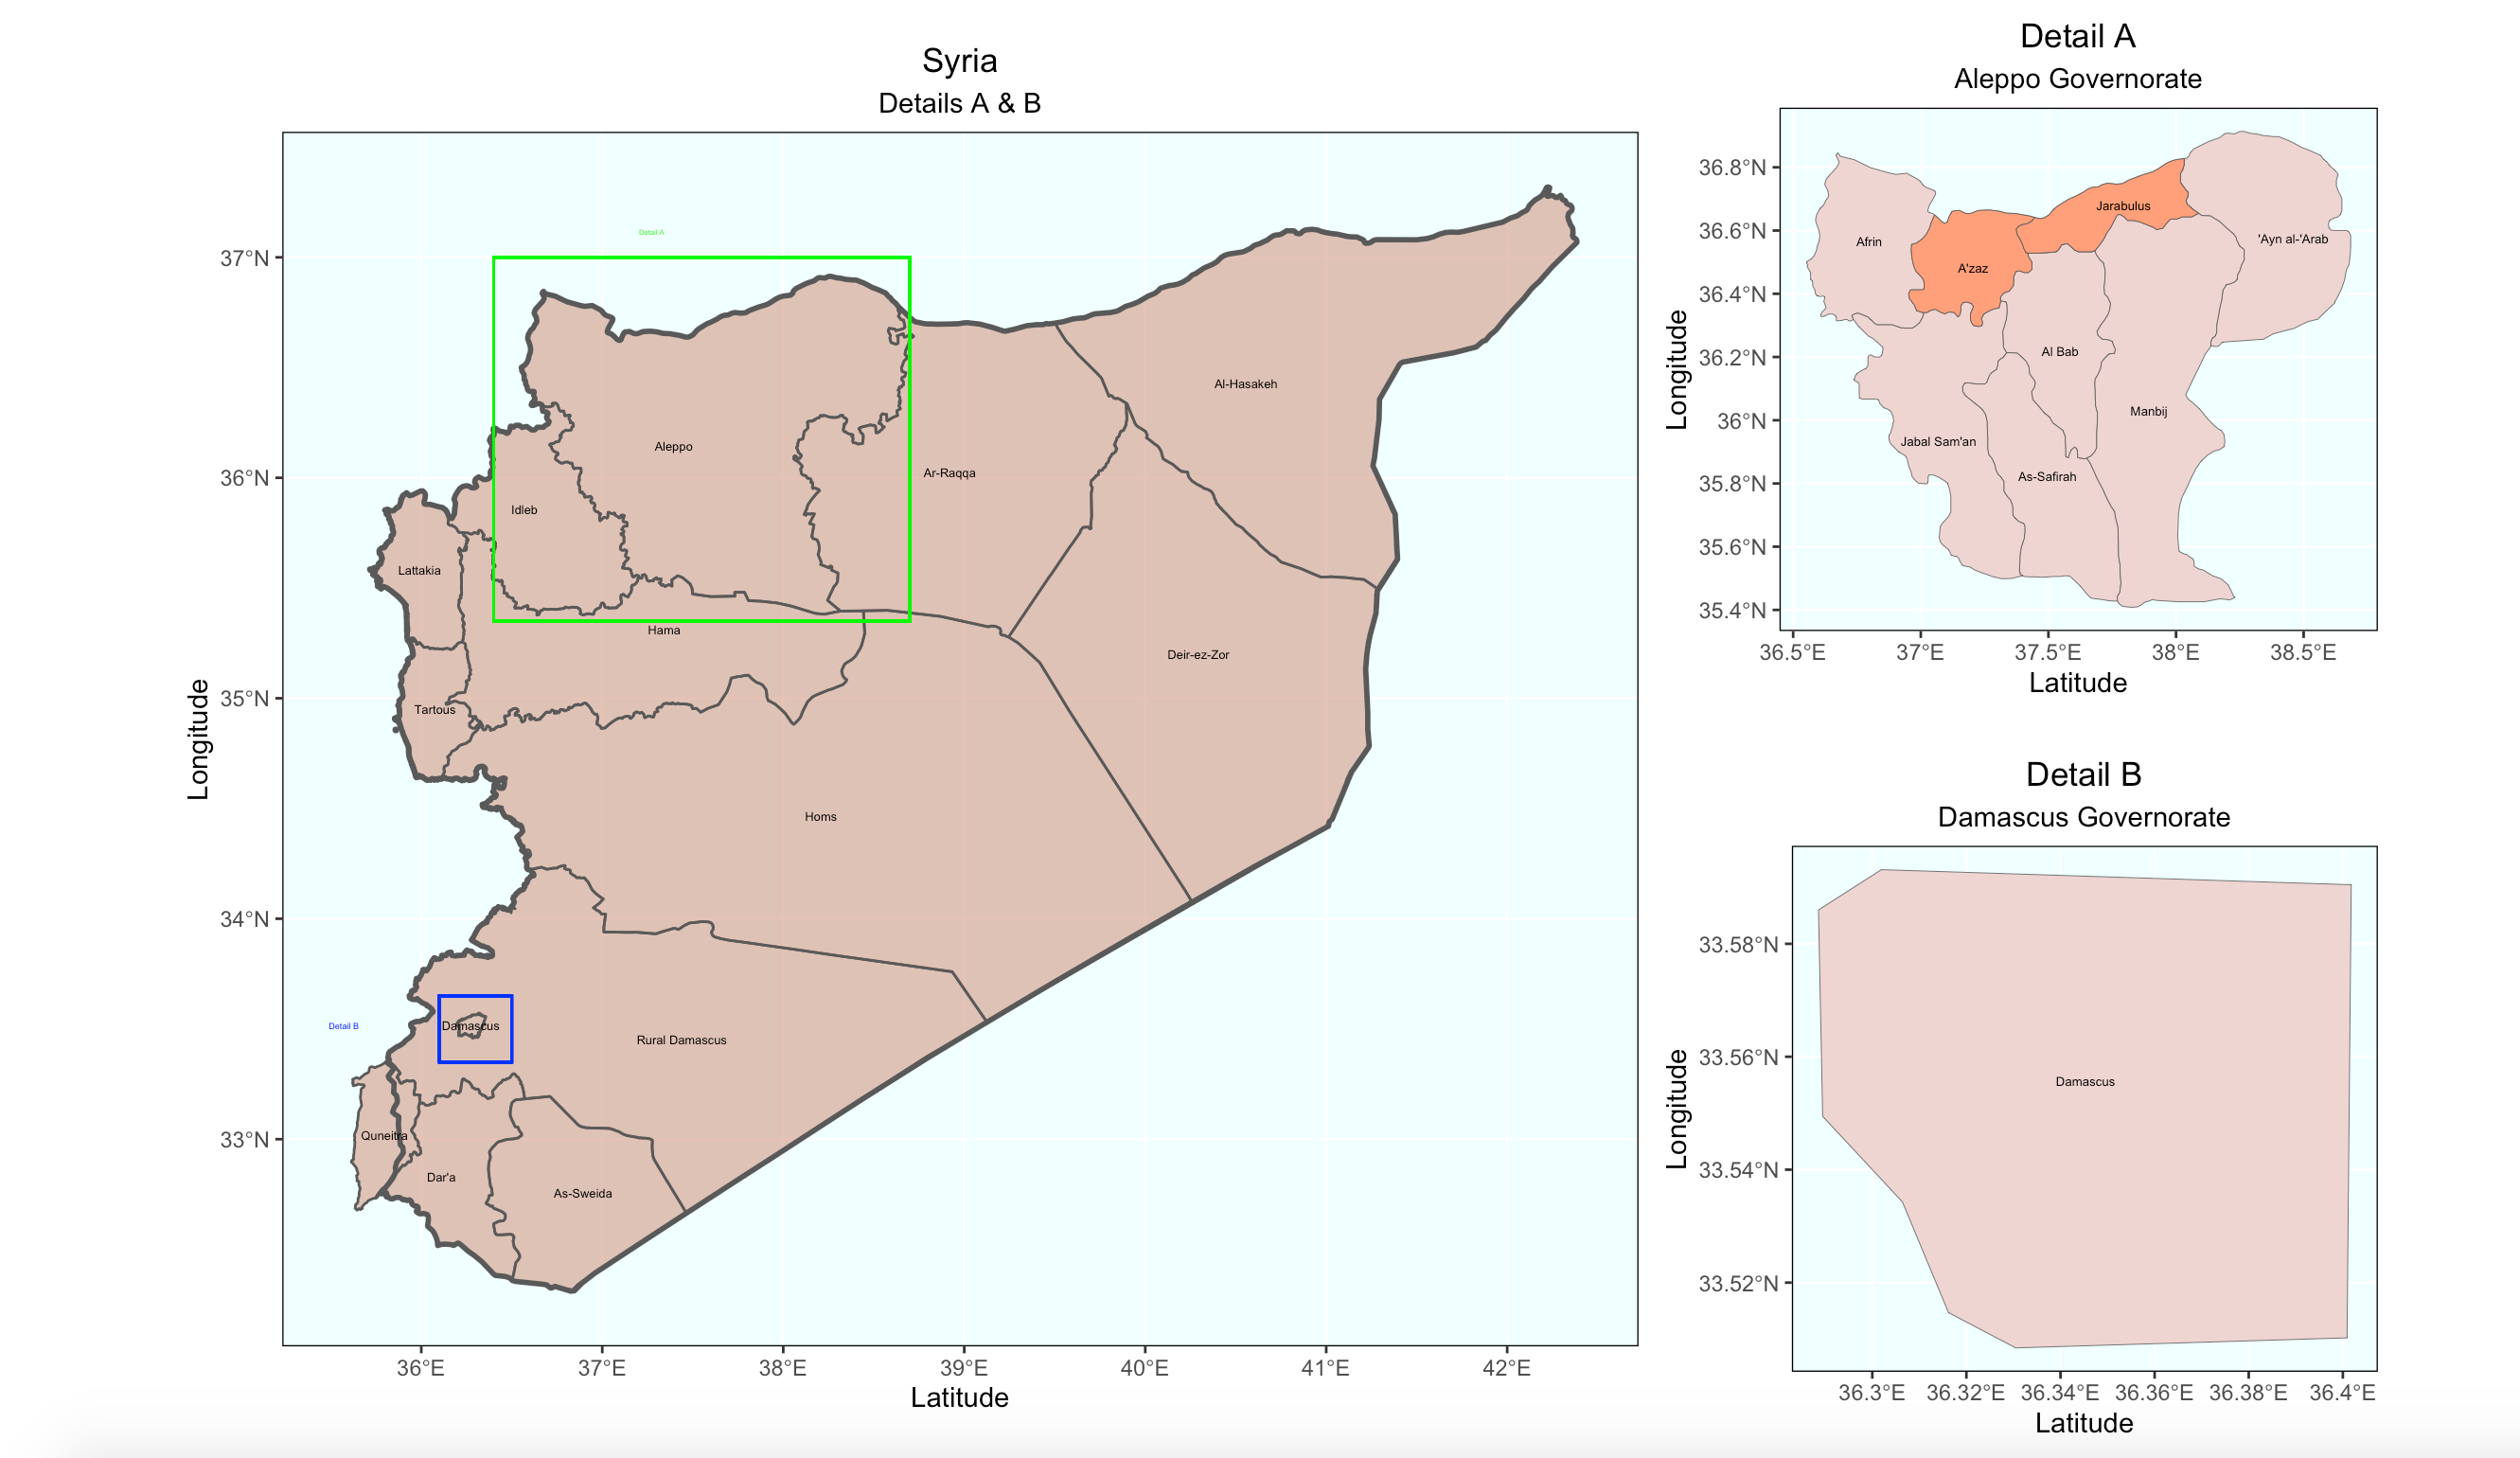 Syria
Details A & B
Detail A
37°N
36°N
35°N
34°N
33°N
Longitude
Al-Hasakeh
Aleppo
Ar-Raqqa
Idleb
Lattakia
Hama
Deir-ez-Zor
Tartous
Homs
Detail B
Damascus
Rural Damascus
Quneitra
Dar'a
As-Sweida
36°E 37°E 38°E 39°E 40°E 41°E 42°E
Latitude
Detail A
Aleppo Governorate
36.8°N
36.6°N
36.4°N
36.2°N
36°N
35.8°N
35.6°N
35.4°N
Longitude
Jarabulus
Afrin
'Ayn al-'Arab
A'zaz
Al Bab
Manbij
Jabal Sam'an
As-Safirah
36.5°E 37°E 37.5°E 38°E 38.5°E
Latitude
Detail B
Damascus Governorate
33.58°N
33.56°N
33.54°N
33.52°N
Longitude
Damascus
36.3°E 36.32°E 36.34°E 36.36°E 36.38°E 36.4°E
Latitude